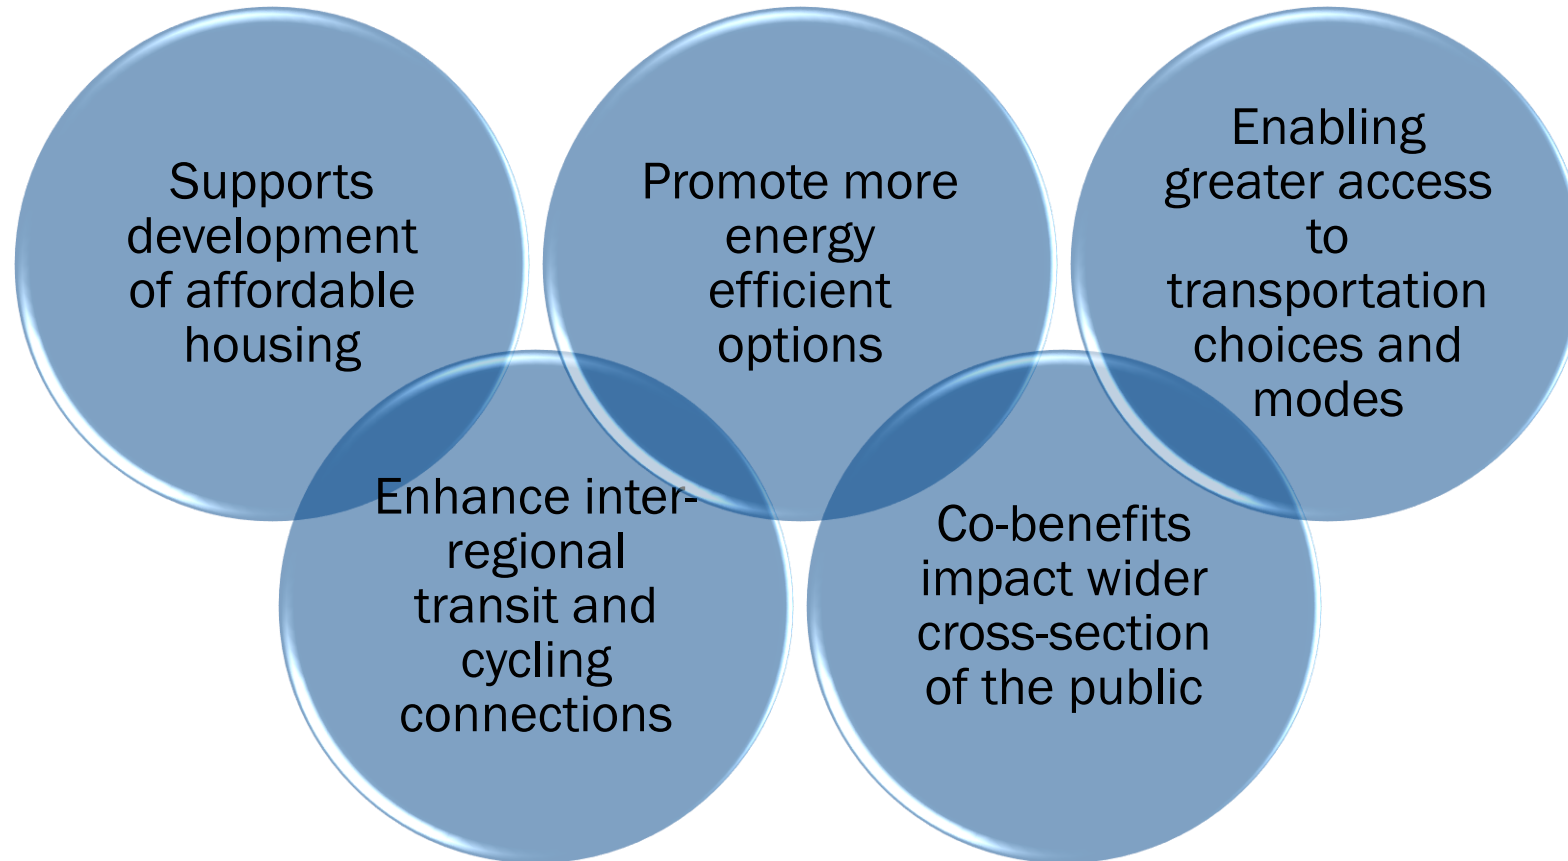 Supports
development
of affordable
housing
Enhance inter-
regional
transit and
cycling
connections
Promote more
energy
efficient
options
Co-benefits
impact wider
cross-section
of the public
Enabling
greater access
to
transportation
choices and
modes